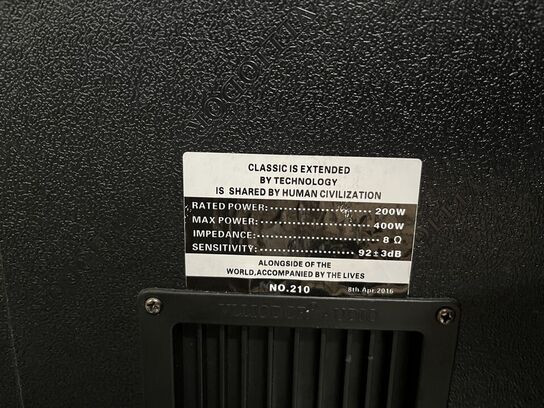 CLASSIC IS EXTENDED
BY TECHNOLOGY
IS SHARED BY HUMAN CIVILIZATION
RATED POWER:.................... 200W
MAX POWER:...................... 400W
IMPEDANCE:....................... 8 Ω
SENSITIVITY:.................. 92±3dB
ALONGSIDE OF THE
WORLD,ACCOMPANIED BY THE LIVES
NO.210 8th Apr.2016